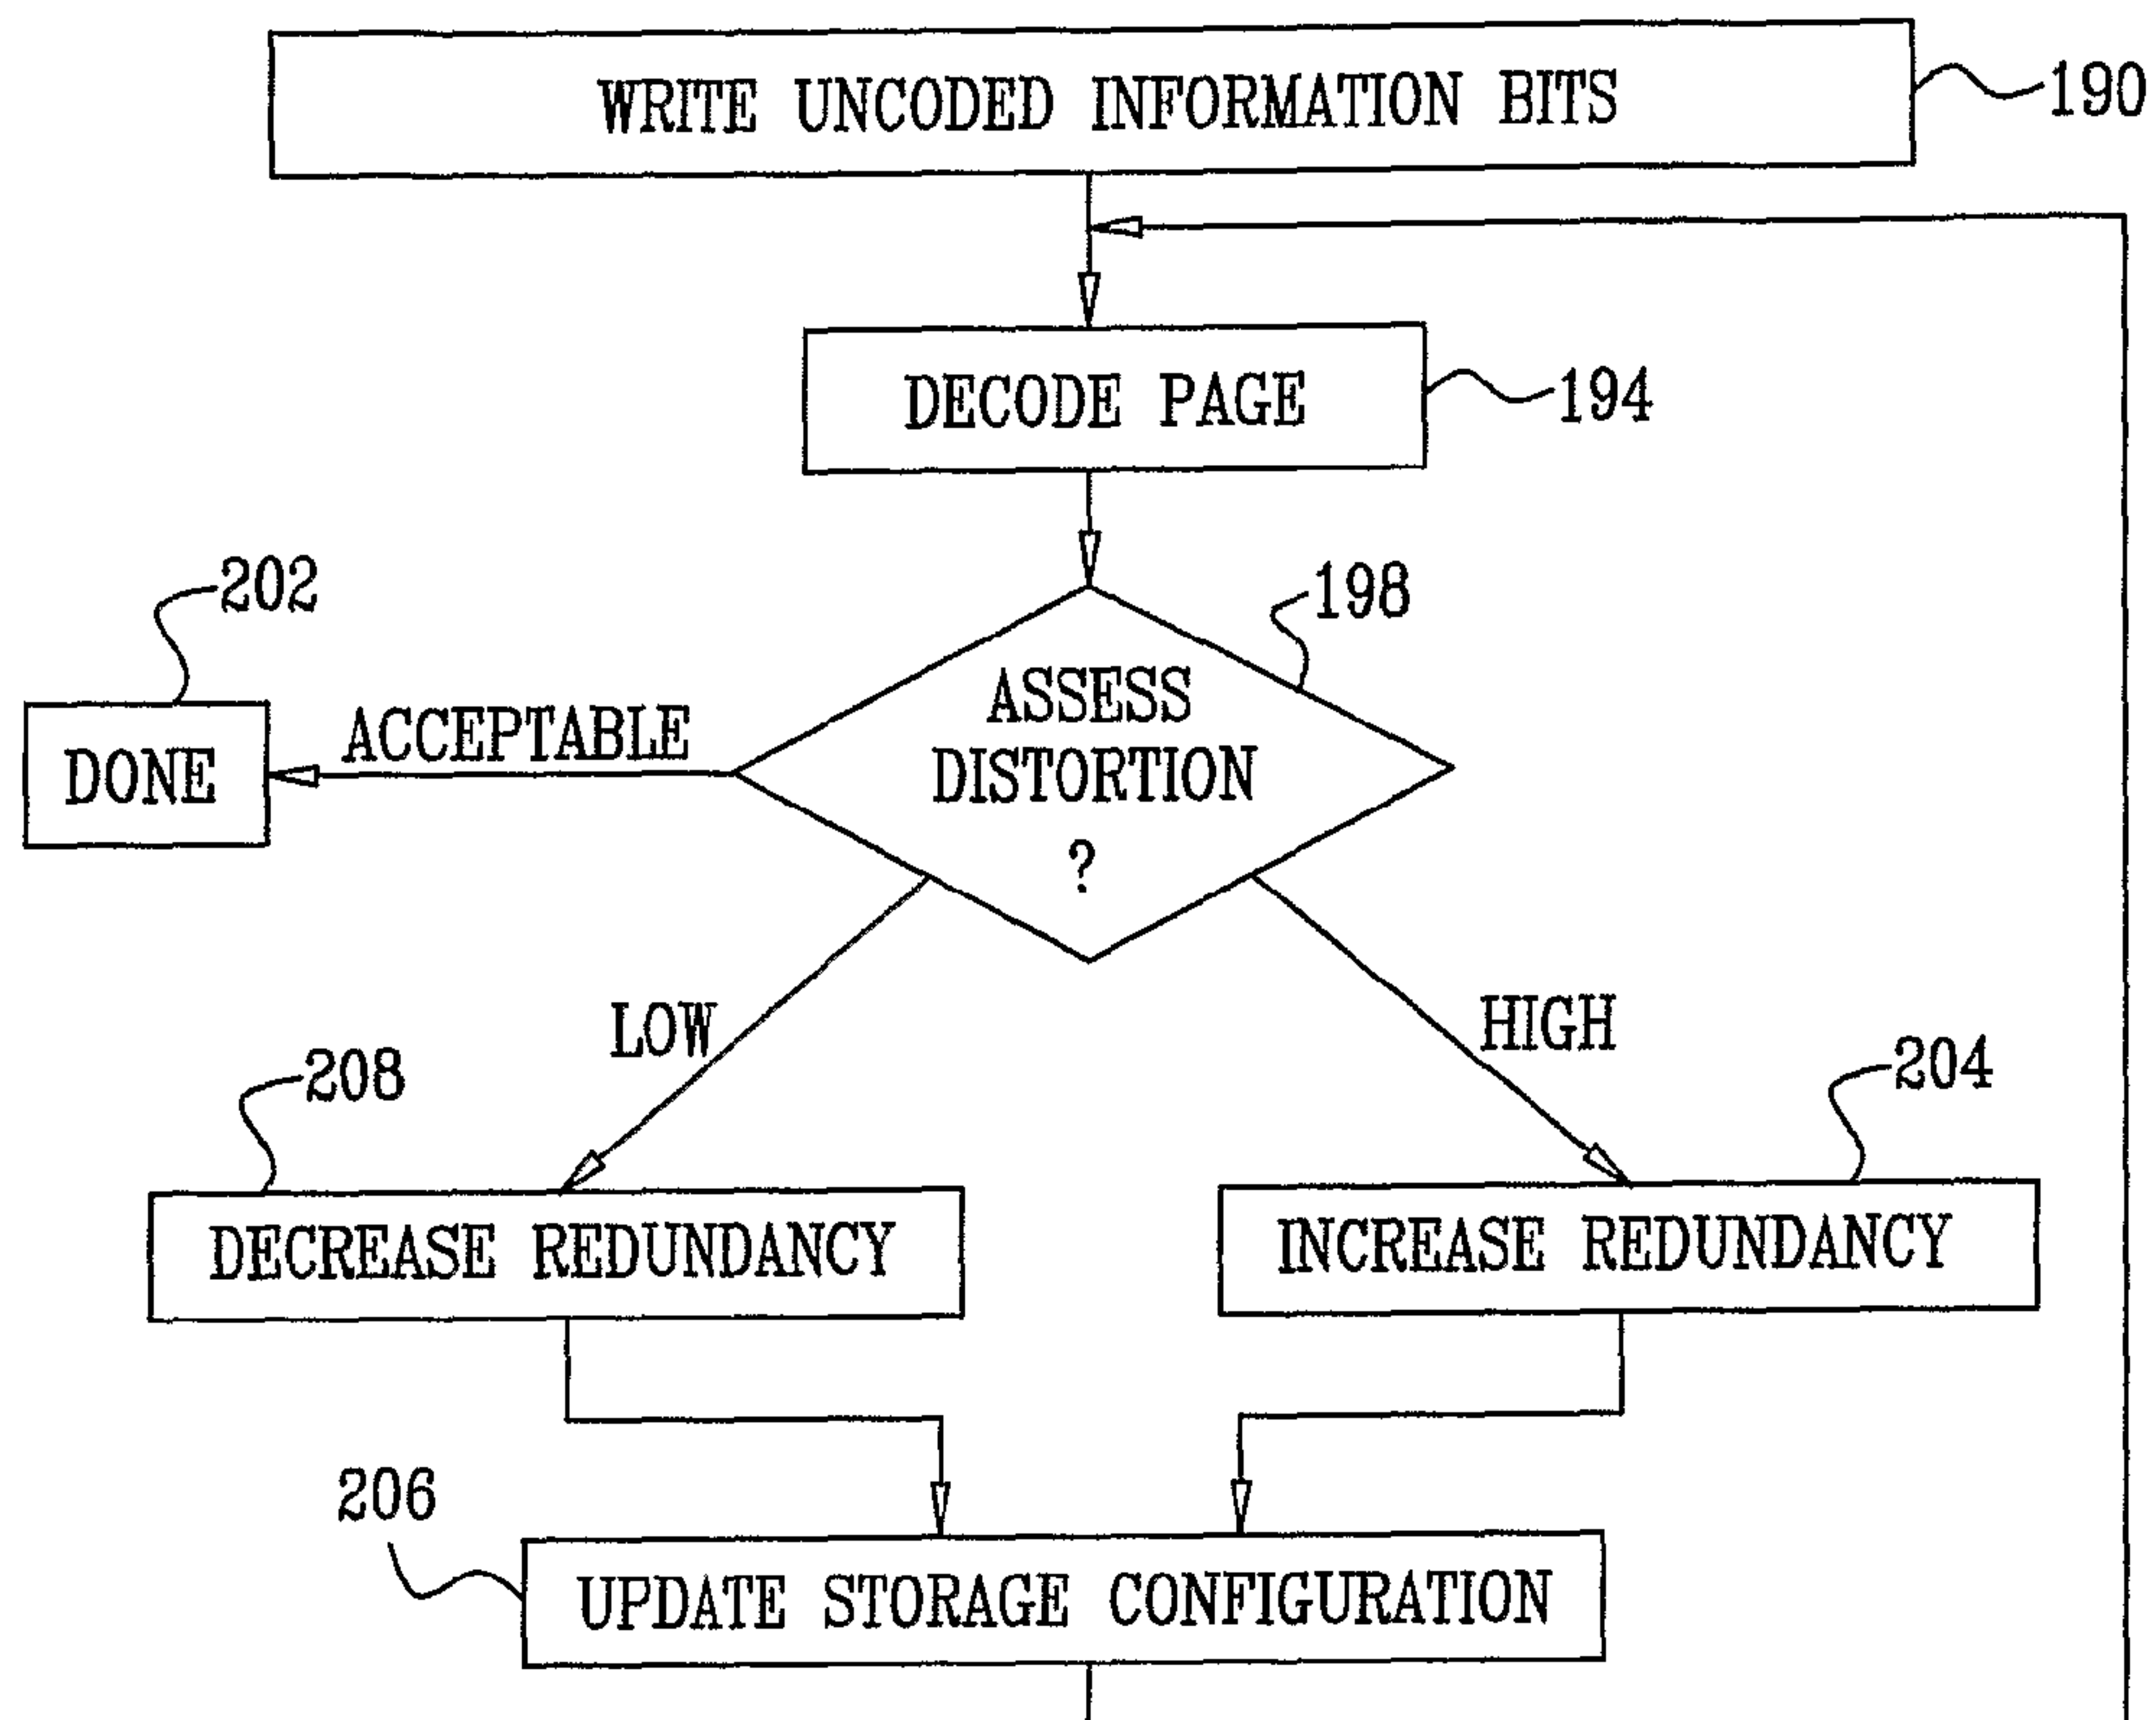 WRITE UNCODED INFORMATION BITS
190
DECODE PAGE
194
198
ASSESS
DISTORTION
?
202
ACCEPTABLE
DONE
LOW
HIGH
208
204
DECREASE REDUNDANCY
INCREASE REDUNDANCY
206
UPDATE STORAGE CONFIGURATION